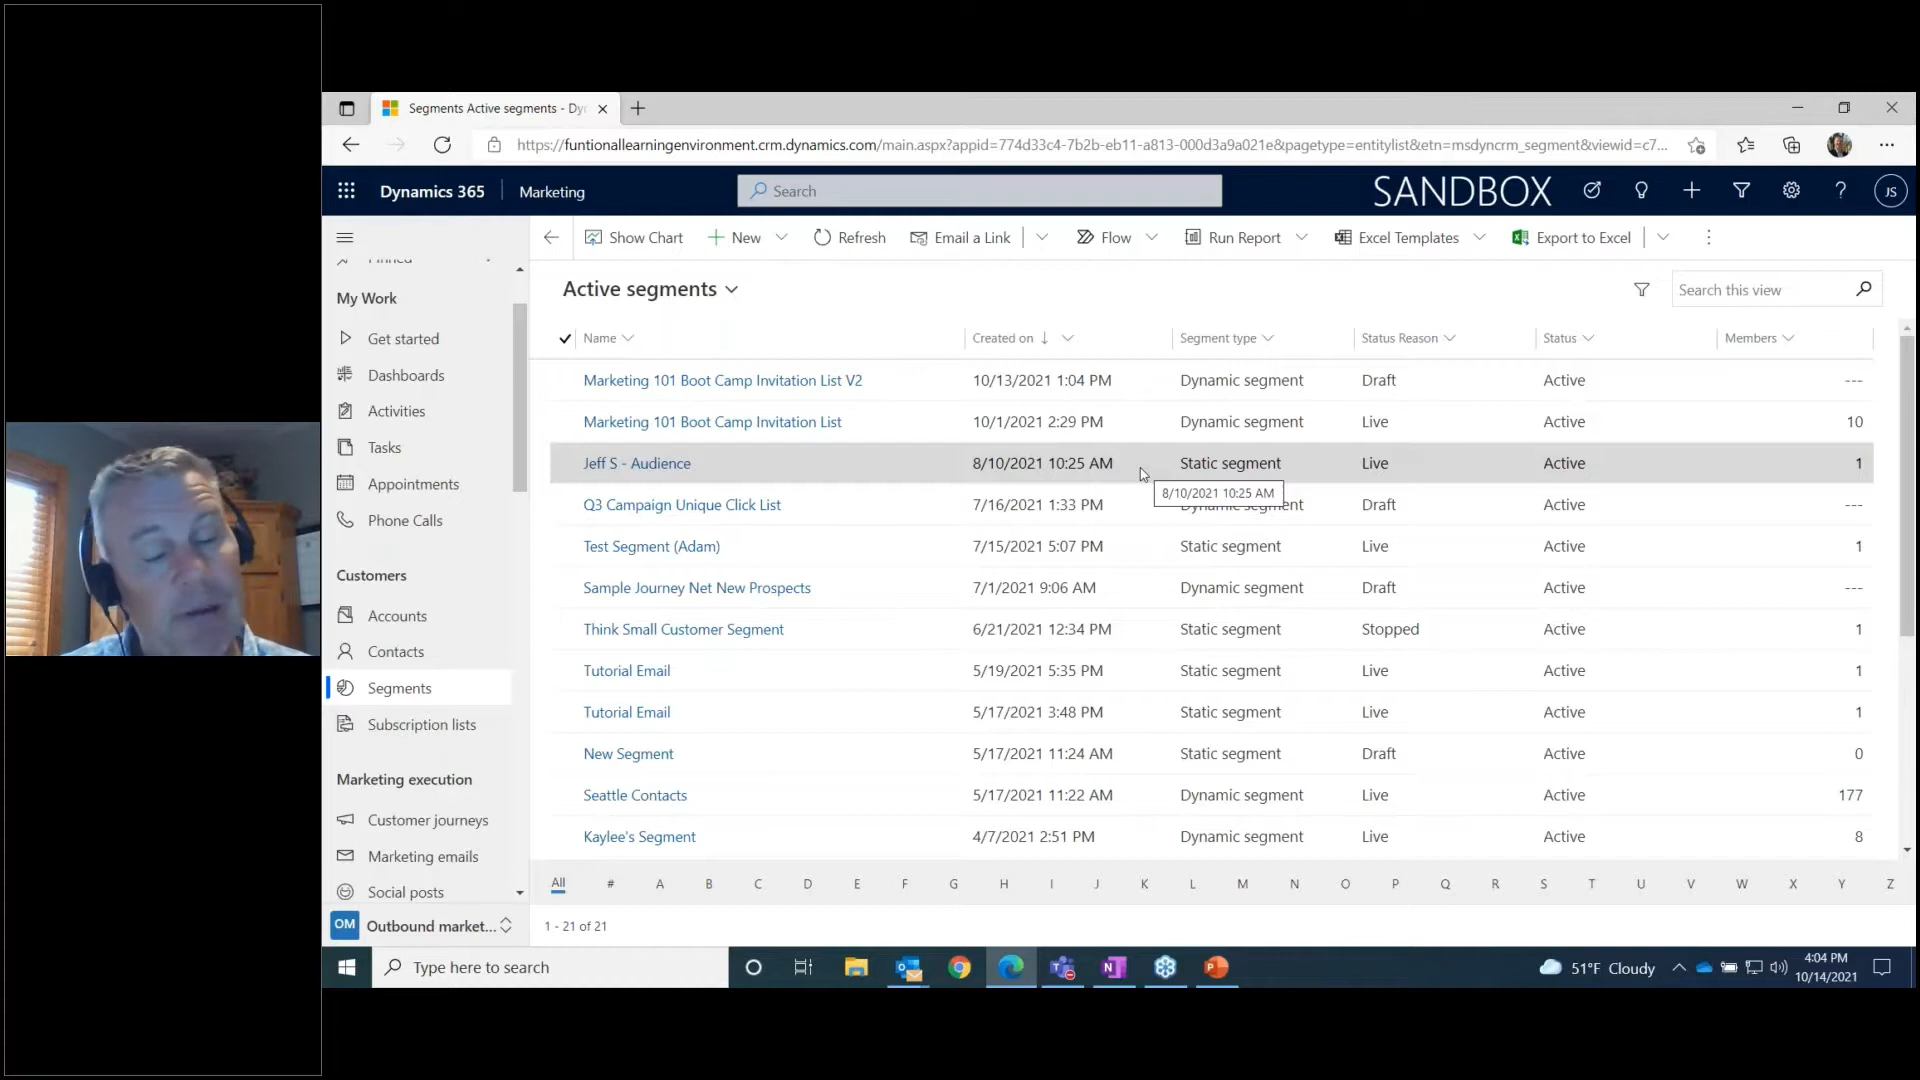 Segments Active segments - Dy
https://funtionallearningenvironment.crm.dynamics.com/main.aspx?appid=774d33c4-7b2b-eb11-a813-000d3a9a021e&pagetype=entitylist&etn=msdyncrm_segment&viewid=c7...
Dynamics 365 Marketing Search SANDBOX JS
Show Chart New Refresh Email a Link Flow Run Report Excel Templates Export to Excel
Pinned
My Work
Get started
Dashboards
Activities
Tasks
Appointments
Phone Calls
Customers
Accounts
Contacts
Segments
Subscription lists
Marketing execution
Customer journeys
Marketing emails
Social posts
OM Outbound market...
Active segments
Search this view
Name Created on Segment type Status Reason Status Members
Marketing 101 Boot Camp Invitation List V2 10/13/2021 1:04 PM Dynamic segment Draft Active ---
Marketing 101 Boot Camp Invitation List 10/1/2021 2:29 PM Dynamic segment Live Active 10
Jeff S - Audience 8/10/2021 10:25 AM Static segment Live Active 1
8/10/2021 10:25 AM
Q3 Campaign Unique Click List 7/16/2021 1:33 PM Dynamic segment Draft Active ---
Test Segment (Adam) 7/15/2021 5:07 PM Static segment Live Active 1
Sample Journey Net New Prospects 7/1/2021 9:06 AM Dynamic segment Draft Active ---
Think Small Customer Segment 6/21/2021 12:34 PM Static segment Stopped Active 1
Tutorial Email 5/19/2021 5:35 PM Static segment Live Active 1
Tutorial Email 5/17/2021 3:48 PM Static segment Live Active 1
New Segment 5/17/2021 11:24 AM Static segment Draft Active 0
Seattle Contacts 5/17/2021 11:22 AM Dynamic segment Live Active 177
Kaylee's Segment 4/7/2021 2:51 PM Dynamic segment Live Active 8
All # A B C D E F G H I J K L M N O P Q R S T U V W X Y Z
1 - 21 of 21
Type here to search
51°F Cloudy
4:04 PM
10/14/2021